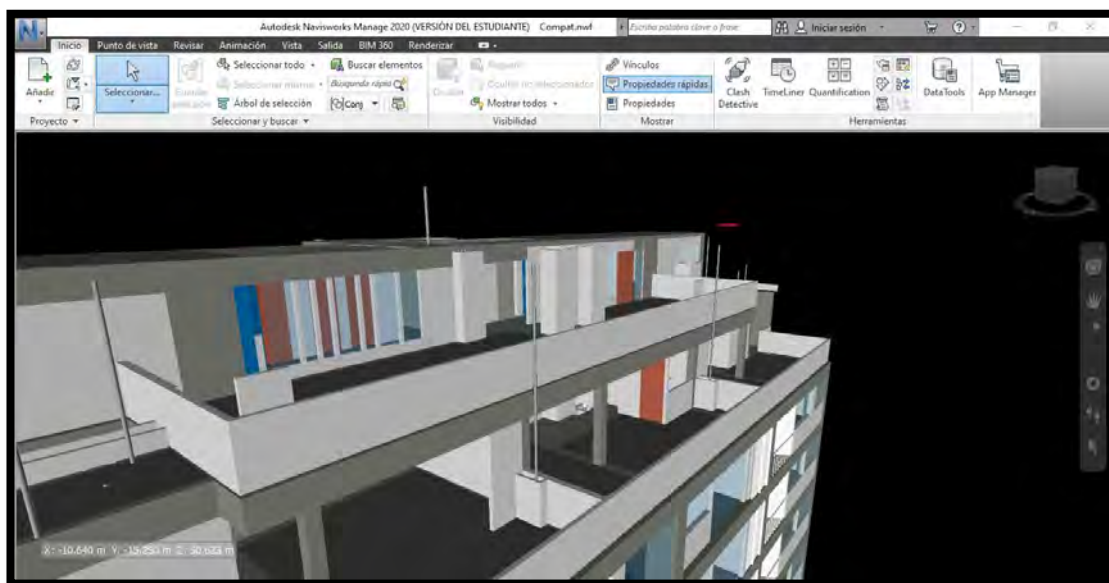 Autodesk Navisworks Manage 2020 (VERSIÓN DEL ESTUDIANTE) Compat.nwf
Escriba palabra clave o frase
Iniciar sesión
Inicio Punto de vista Revisar Animación Vista Salida BIM 360 Renderizar
Añadir
Seleccionar...
Seleccionar todo
Seleccionar mismo
Árbol de selección
Buscar elementos
Búsqueda rápida
Conj
Ocultar
Requerir
Ocultar no seleccionados
Mostrar todos
Vínculos
Propiedades rápidas
Propiedades
Clash Detective
TimeLiner
Quantification
DataTools
App Manager
Proyecto
Seleccionar y buscar
Visibilidad
Mostrar
Herramientas